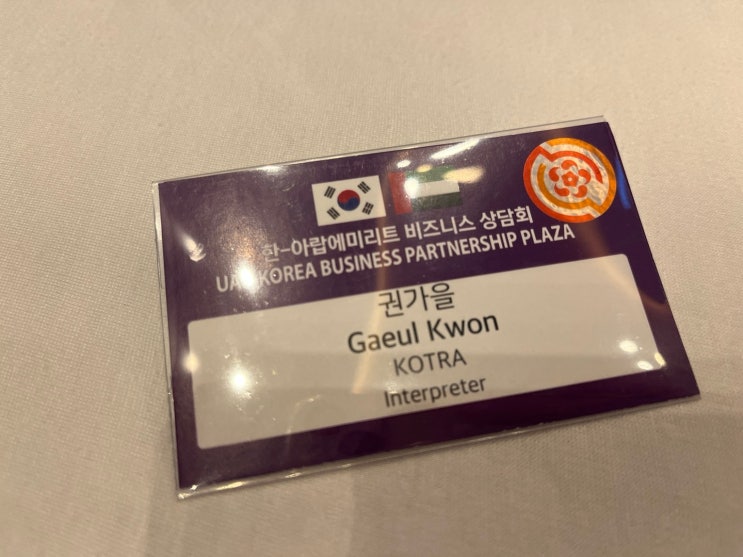 한-아랍에미리트 비즈니스 상담회
KOREA BUSINESS PARTNERSHIP PLAZA
권가을
Gaeul Kwon
KOTRA
Interpreter